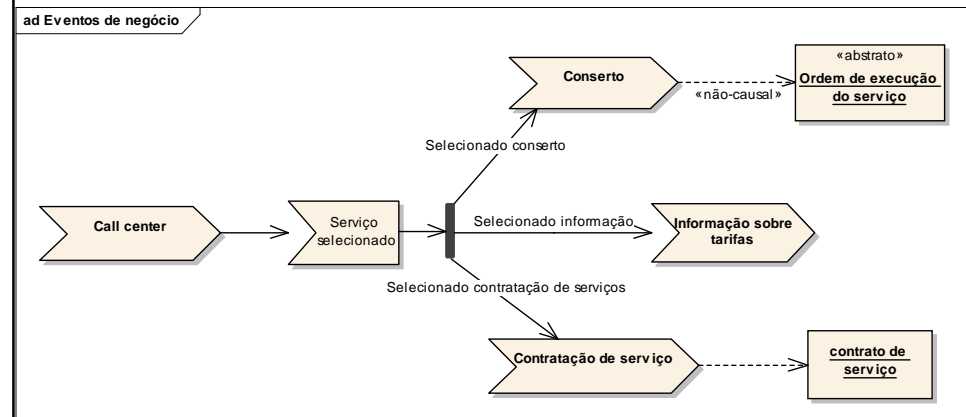 ad Eventos de negócio
«abstrato»
Conserto
Ordem de execução
«não-causal»
do serviço
Selecionado conserto
Call center
Serviço
selecionado
Selecionado informação
Informação sobre
tarifas
Selecionado contratação de serviços
Contratação de serviço
contrato de
serviço